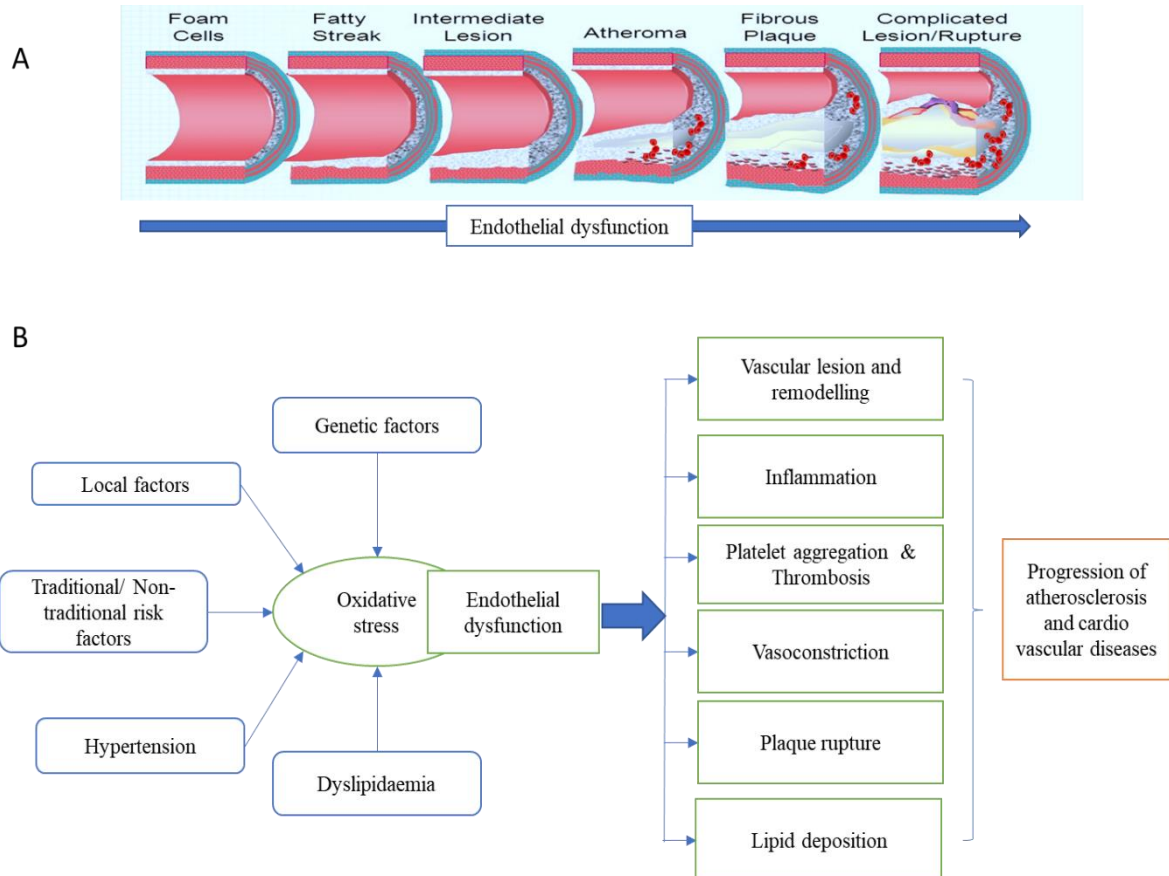 A
Foam
Cells
Fatty
Streak
Intermediate
Lesion
Atheroma
Fibrous
Plaque
Complicated
Lesion/Rupture
Endothelial dysfunction
B
Genetic factors
Local factors
Traditional/ Non-
traditional risk
factors
Hypertension
Dyslipidaemia
Oxidative
stress
Endothelial
dysfunction
Vascular lesion and
remodelling
Inflammation
Platelet aggregation &
Thrombosis
Vasoconstriction
Plaque rupture
Lipid deposition
Progression of
atherosclerosis
and cardio
vascular diseases